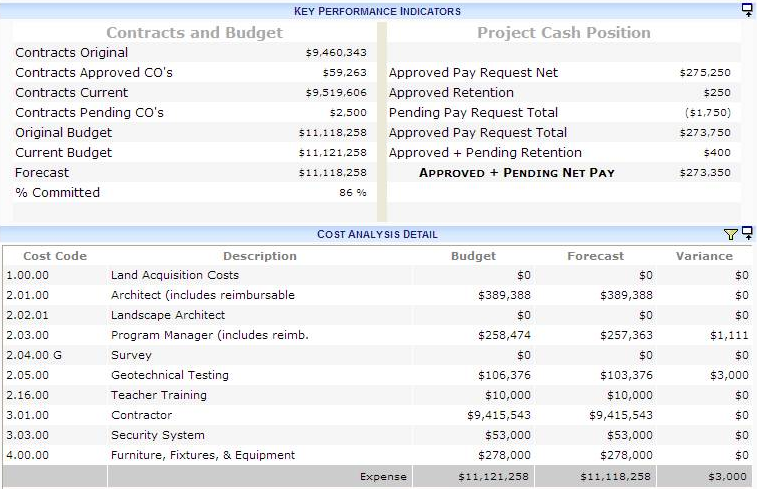 KEY PERFORMANCE INDICATORS
Contracts and Budget Project Cash Position
Contracts Original $9,460,343
Contracts Approved CO's $59,263 Approved Pay Request Net $275,250
Contracts Current $9,519,606 Approved Retention $250
Contracts Pending CO's $2,500 Pending Pay Request Total ($1,750)
Original Budget $11,118,258 Approved Pay Request Total $273,750
Current Budget $11,121,258 Approved + Pending Retention $400
Forecast $11,118,258 APPROVED + PENDING NET PAY $273,350
% Committed 86 %
COST ANALYSIS DETAIL
Cost Code Description Budget Forecast Variance
1.00.00 Land Acquisition Costs $0 $0 $0
2.01.00 Architect (includes reimbursable $389,388 $389,388 $0
2.02.01 Landscape Architect $0 $0 $0
2.03.00 Program Manager (includes reimb. $258,474 $257,363 $1,111
2.04.00 G Survey $0 $0 $0
2.05.00 Geotechnical Testing $106,376 $103,376 $3,000
2.16.00 Teacher Training $10,000 $10,000 $0
3.01.00 Contractor $9,415,543 $9,415,543 $0
3.03.00 Security System $53,000 $53,000 $0
4.00.00 Furniture, Fixtures, & Equipment $278,000 $278,000 $0
Expense $11,121,258 $11,118,258 $3,000